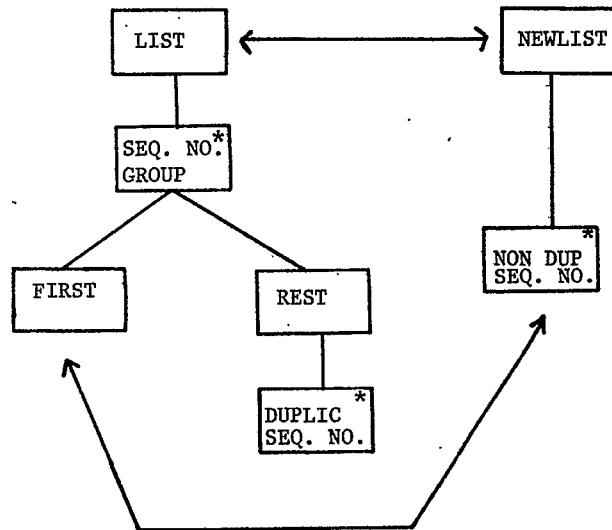 LIST
NEWLIST
SEQ. NO.*
GROUP
NON DUP *
SEQ. NO.
FIRST
REST
DUPLIC *
SEQ. NO.